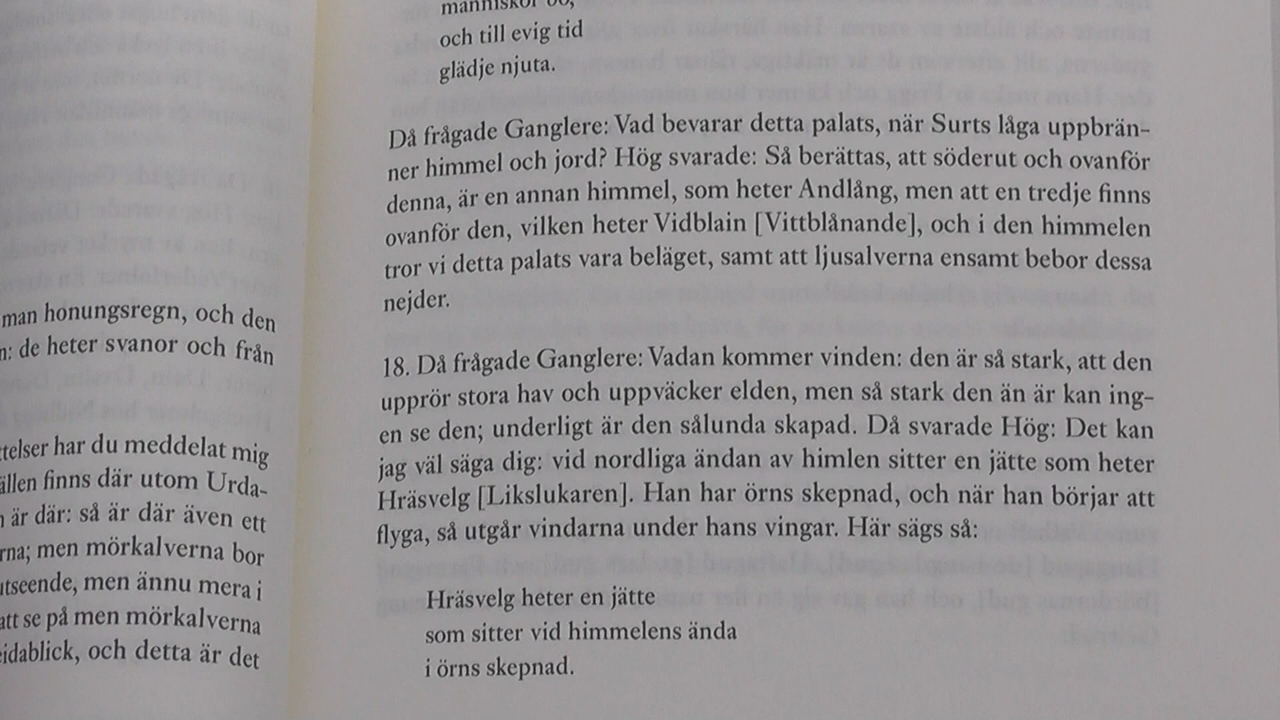 man honungsregn, och den
de heter svanor och från
har du meddelat mig
finns där utom Urda-
är där: så är där även ett
men mörkalverna bor
men ännu mera i
att se på men mörkalverna
och detta är det
och till evig tid
glädje njuta.
Då frågade Ganglere: Vad bevarar detta palats, när Surts låga uppbrän-
ner himmel och jord? Hög svarade: Så berättas, att söderut och ovanför
denna, är en annan himmel, som heter Andlång, men att en tredje finns
ovanför den, vilken heter Vidblain [Vittblånande], och i den himmelen
tror vi detta palats vara beläget, samt att ljusalverna ensamt bebor dessa
nejder.
18. Då frågade Ganglere: Vadan kommer vinden: den är så stark, att den
upprör stora hav och uppväcker elden, men så stark den än är kan ing-
en se den; underligt är den sålunda skapad. Då svarade Hög: Det kan
jag väl säga dig: vid nordliga ändan av himlen sitter en jätte som heter
Hräsvelg [Likslukaren]. Han har örns skepnad, och när han börjar att
flyga, så utgår vindarna under hans vingar. Här sägs så:
Hräsvelg heter en jätte
som sitter vid himmelens ända
i örns skepnad.